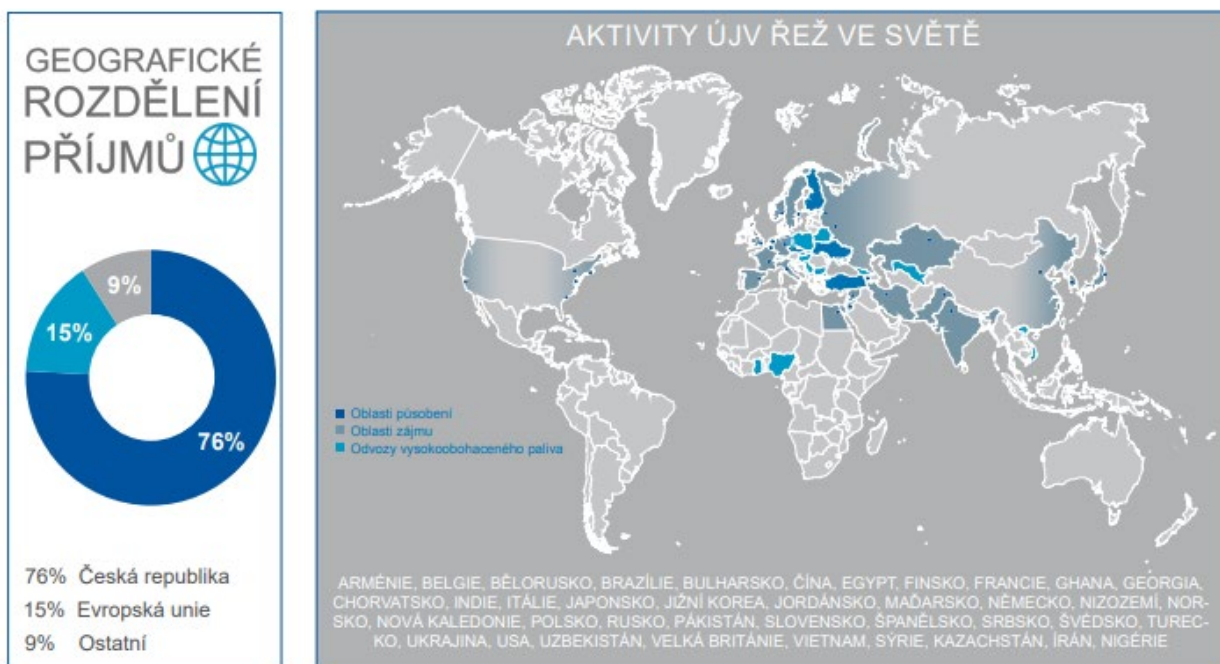 GEOGRAFICKÉ
ROZDĚLENÍ
PŘÍJMŮ
9%
15%
76%
76% Česká republika
15% Evropská unie
9% Ostatní
AKTIVITY ÚJV ŘEŽ VE SVĚTĚ
Oblasti působení
Oblasti zájmu
Odvozy vysokoobohaceného paliva
ARMÉNIE, BELGIE, BĚLORUSKO, BRAZÍLIE, BULHARSKO, ČÍNA, EGYPT, FINSKO, FRANCIE, GHANA, GEORGIA,
CHORVATSKO, INDIE, ITÁLIE, JAPONSKO, JIŽNÍ KOREA, JORDÁNSKO, MAĎARSKO, NĚMECKO, NIZOZEMÍ, NOR-
SKO, NOVÁ KALEDONIE, POLSKO, RUSKO, PÁKISTÁN, SLOVENSKO, ŠPANĚLSKO, SRBSKO, ŠVÉDSKO, TUREC-
KO, UKRAJINA, USA, UZBEKISTÁN, VELKÁ BRITÁNIE, VIETNAM, SÝRIE, KAZACHSTÁN, ÍRÁN, NIGÉRIE